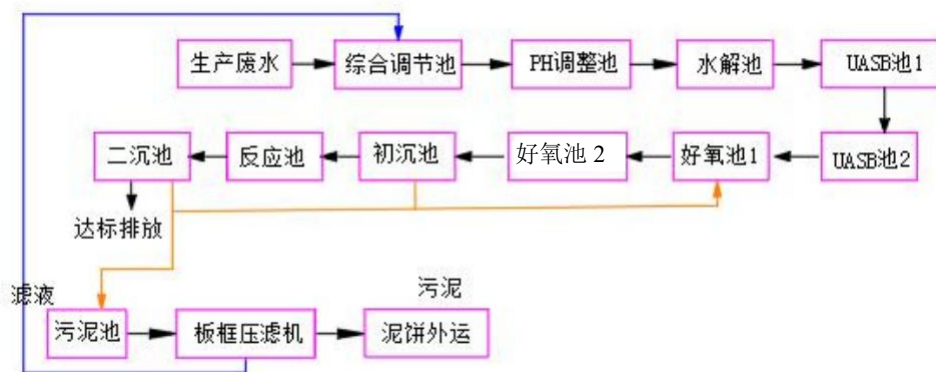 生产废水
综合调节池
PH调整池
水解池
UASB池1
二沉池
反应池
初沉池
好氧池 2
好氧池1
UASB池2
达标排放
滤液
污泥
污泥池
板框压滤机
泥饼外运